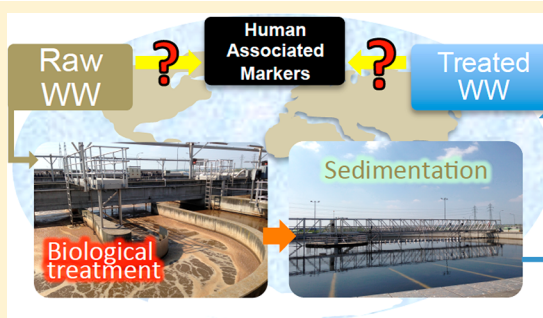 Human
Associated
Markers
?
?
Raw
WW
Treated
WW
Sedimentation
Biological
treatment